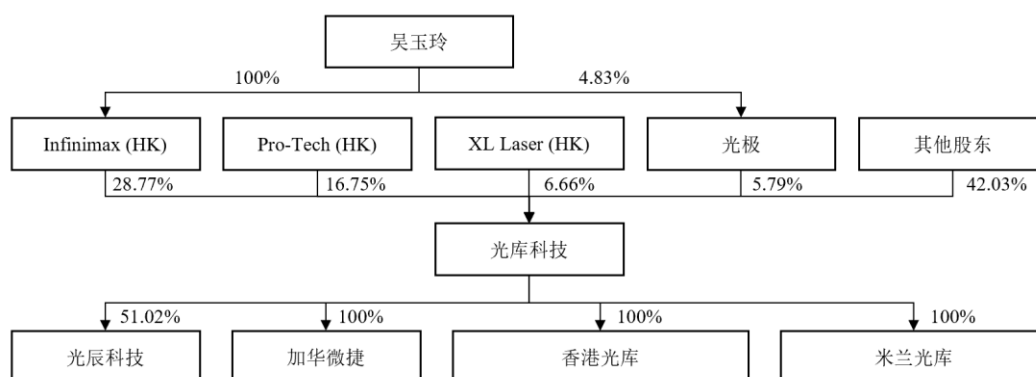 吴玉玲
100%
4.83%
Infinimax (HK)
Pro-Tech (HK)
XL Laser (HK)
光极
其他股东
28.77%
16.75%
6.66%
5.79%
42.03%
光库科技
51.02%
100%
100%
100%
光辰科技
加华微捷
香港光库
米兰光库